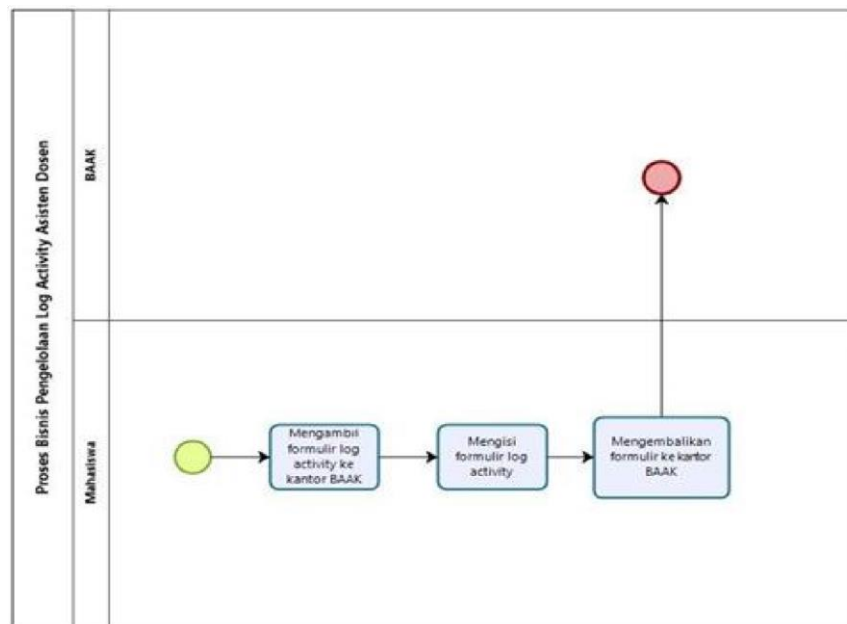 Proses Bisnis Pengelolaan Log Activity Asisten Dosen
BAAK
Mahasiswa
Mengambil
formulir log
activity ke
kantor BAAK
Mengisi
formulir log
activity
Mengembalikan
formulir ke kantor
BAAK